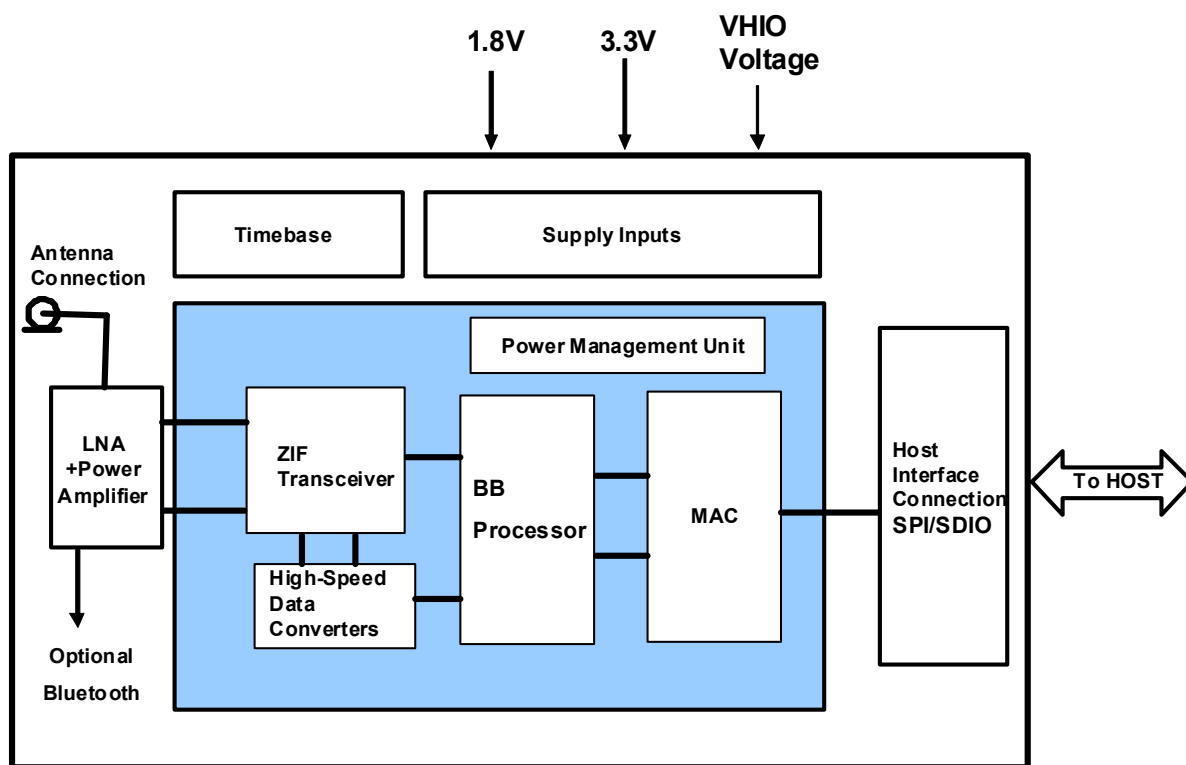 1.8V
3.3V
VHIO
Voltage
Timebase
Supply Inputs
Antenna
Connection
Power Management Unit
LNA
+Power
Amplifier
ZIF
Transceiver
BB
Processor
MAC
Host
Interface
Connection
SPI/SDIO
To HOST
High-Speed
Data
Converters
Optional
Bluetooth